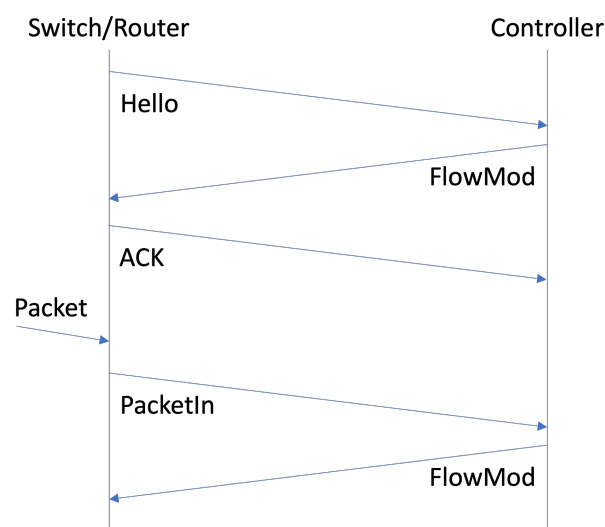 Switch/Router
Controller
Hello
FlowMod
ACK
Packet
PacketIn
FlowMod